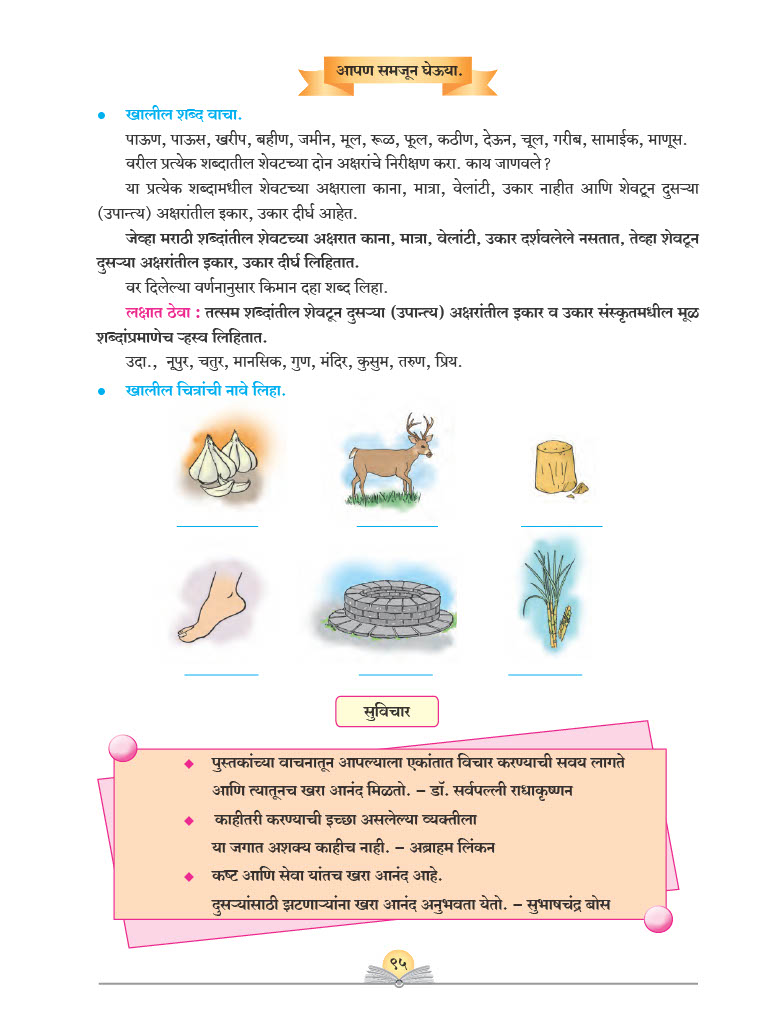 आपण समजून घेऊया.
● खालील शब्द वाचा.
पाऊण, पाऊस, खरीप, बहीण, जमीन, मूल, रूळ, फूल, कठीण, देऊन, चूल, गरीब, सामाईक, माणूस.
वरील प्रत्येक शब्दातील शेवटच्या दोन अक्षरांचे निरीक्षण करा. काय जाणवले?
या प्रत्येक शब्दामधील शेवटच्या अक्षराला काना, मात्रा, वेलांटी, उकार नाहीत आणि शेवटून दुसऱ्या
(उपान्त्य) अक्षरांतील इकार, उकार दीर्घ आहेत.
जेव्हा मराठी शब्दांतील शेवटच्या अक्षरात काना, मात्रा, वेलांटी, उकार दर्शवलेले नसतात, तेव्हा शेवटून
दुसऱ्या अक्षरांतील इकार, उकार दीर्घ लिहितात.
वर दिलेल्या वर्णनानुसार किमान दहा शब्द लिहा.
लक्षात ठेवा : तत्सम शब्दांतील शेवटून दुसऱ्या (उपान्त्य) अक्षरांतील इकार व उकार संस्कृतमधील मूळ
शब्दांप्रमाणेच ऱ्हस्व लिहितात.
उदा., नूपुर, चतुर, मानसिक, गुण, मंदिर, कुसुम, तरुण, प्रिय.
● खालील चित्रांची नावे लिहा.
सुविचार
◆ पुस्तकांच्या वाचनातून आपल्याला एकांतात विचार करण्याची सवय लागते
आणि त्यातूनच खरा आनंद मिळतो. – डॉ. सर्वपल्ली राधाकृष्णन
◆ काहीतरी करण्याची इच्छा असलेल्या व्यक्तीला
या जगात अशक्य काहीच नाही. – अब्राहम लिंकन
◆ कष्ट आणि सेवा यांतच खरा आनंद आहे.
दुसऱ्यांसाठी झटणाऱ्यांना खरा आनंद अनुभवता येतो. – सुभाषचंद्र बोस
९५